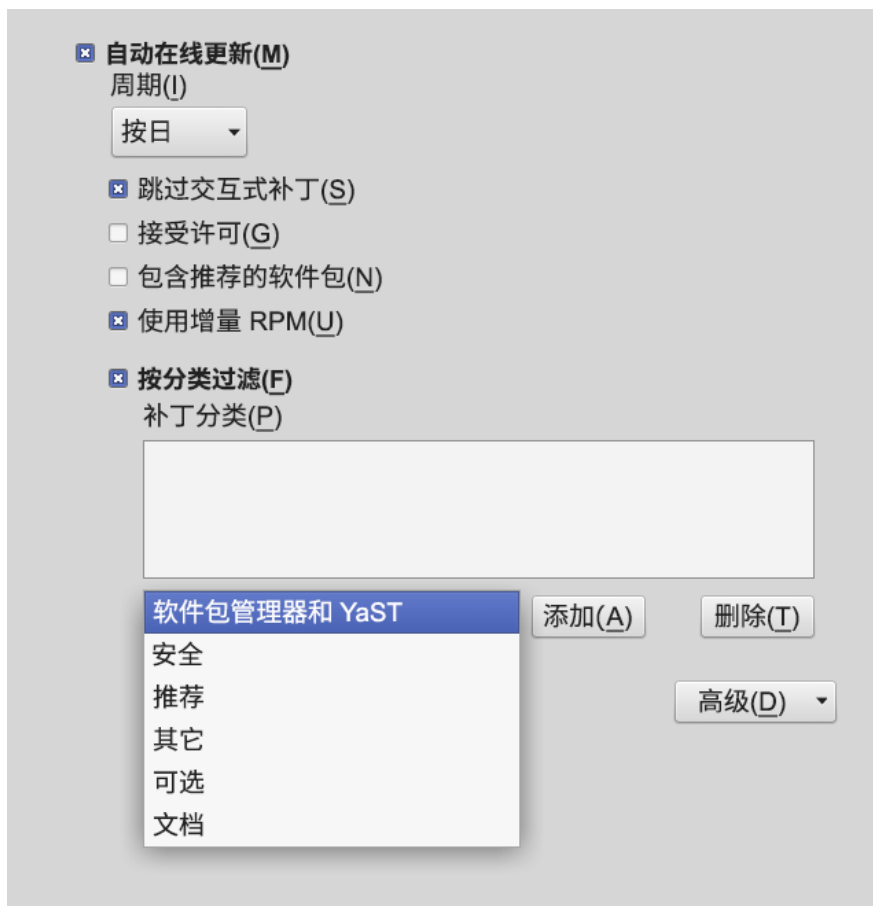 自动在线更新(M)
周期(I)
按日
跳过交互式补丁(S)
接受许可(G)
包含推荐的软件包(N)
使用增量 RPM(U)
按分类过滤(F)
补丁分类(P)
软件包管理器和 YaST
添加(A)
删除(T)
安全
推荐
高级(D)
其它
可选
文档